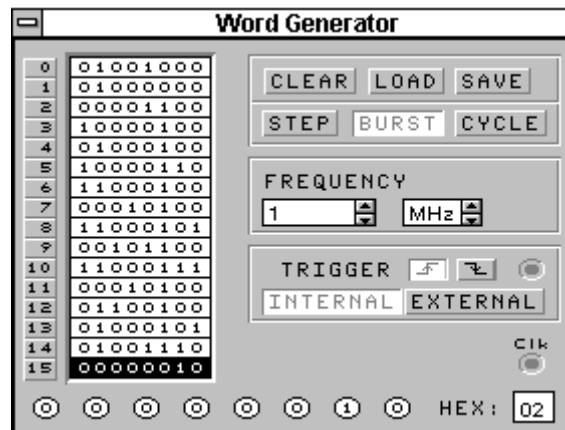 Word Generator
0 01001000
1 01000000
2 00001100
3 10000100
4 01000100
5 10000110
6 11000100
7 00010100
8 11000101
9 00101100
10 11000111
11 00010100
12 01100100
13 01000101
14 01001110
15 00000010
CLEAR LOAD SAVE
STEP BURST CYCLE
FREQUENCY
1 MHz
TRIGGER
INTERNAL EXTERNAL
Clk
0 0 0 0 0 0 1 0 HEX: 02